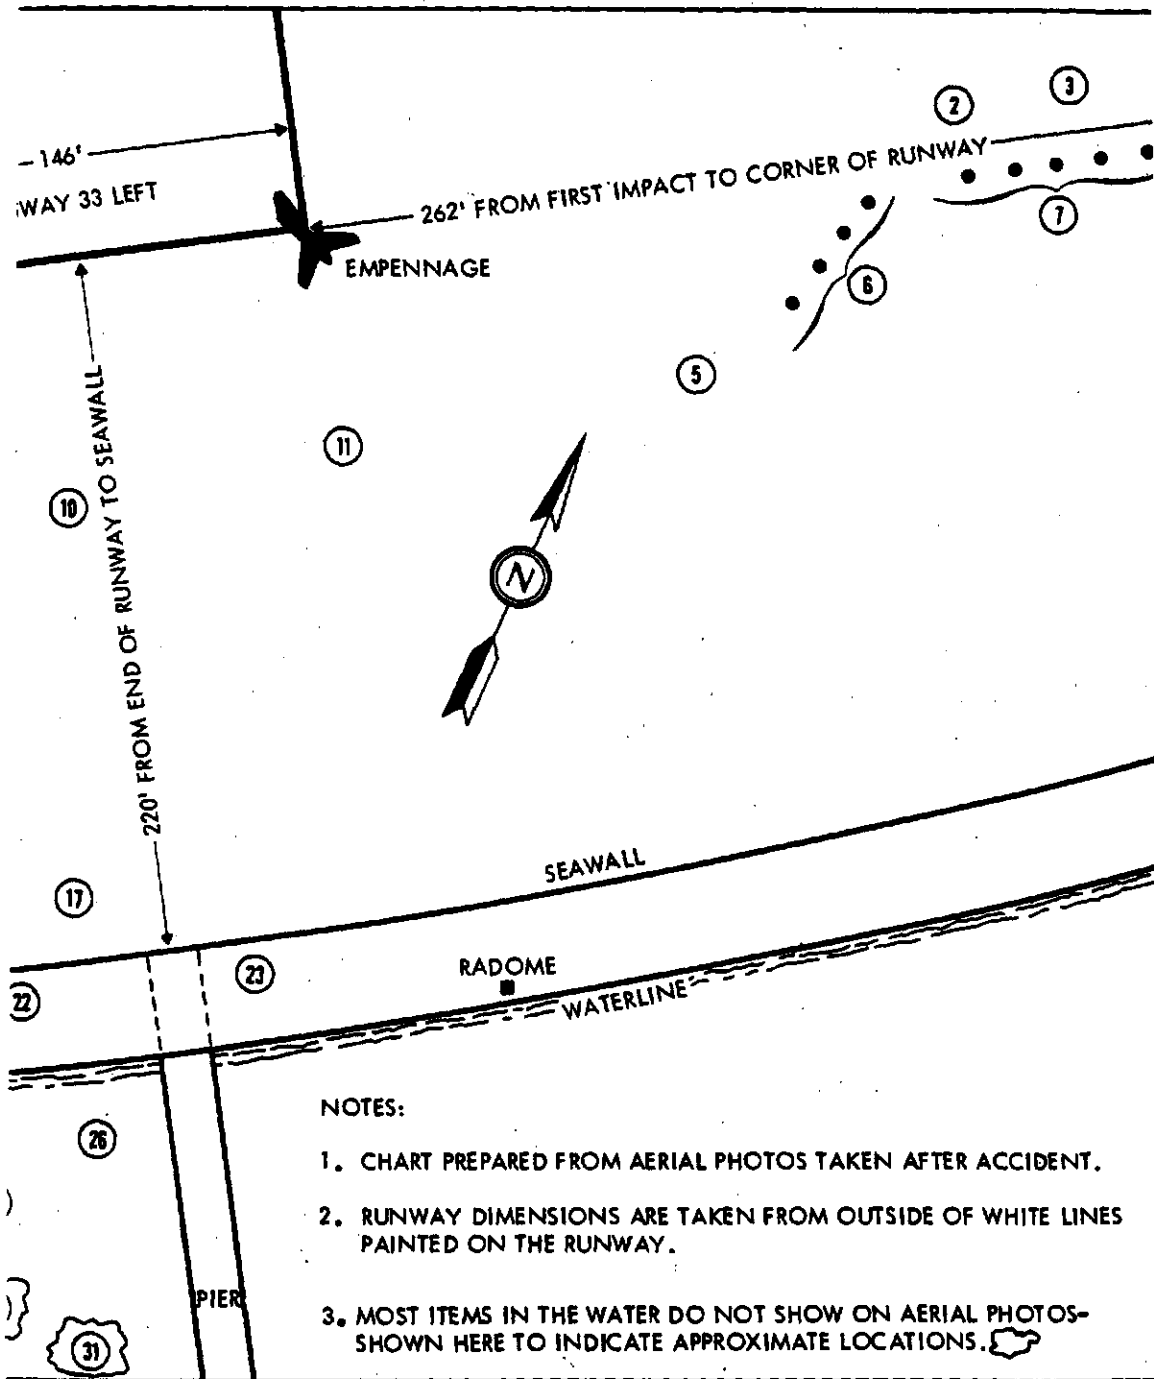 3
2
146'
WAY 33 LEFT
262' FROM FIRST IMPACT TO CORNER OF RUNWAY
7
EMPENNAGE
6
5
11
10
220' FROM END OF RUNWAY TO SEAWALL
N
SEAWALL
17
RADOME
23
22
WATERLINE
NOTES:
26
1. CHART PREPARED FROM AERIAL PHOTOS TAKEN AFTER ACCIDENT.
2. RUNWAY DIMENSIONS ARE TAKEN FROM OUTSIDE OF WHITE LINES
PAINTED ON THE RUNWAY.
PIER
3. MOST ITEMS IN THE WATER DO NOT SHOW ON AERIAL PHOTOS-
SHOWN HERE TO INDICATE APPROXIMATE LOCATIONS.
31